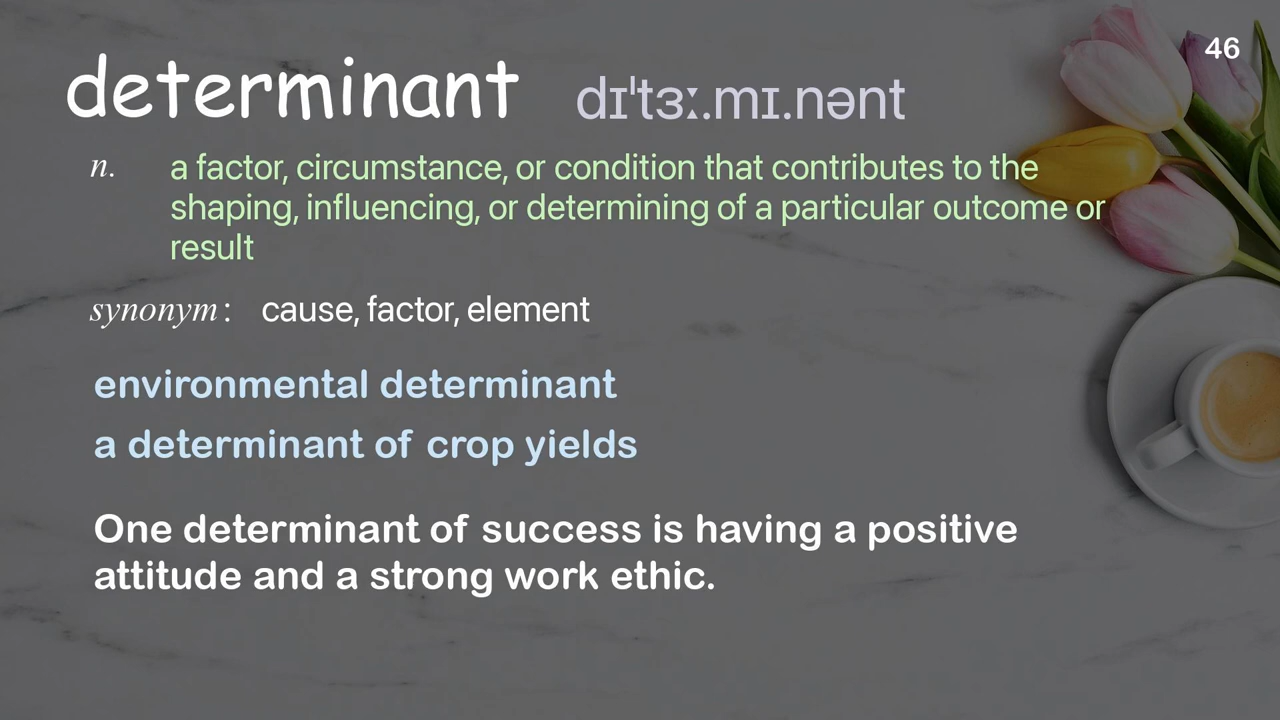 46
determinant dɪˈtɜː.mɪ.nənt
n. a factor, circumstance, or condition that contributes to the
shaping, influencing, or determining of a particular outcome or
result
synonym: cause, factor, element
environmental determinant
a determinant of crop yields
One determinant of success is having a positive
attitude and a strong work ethic.